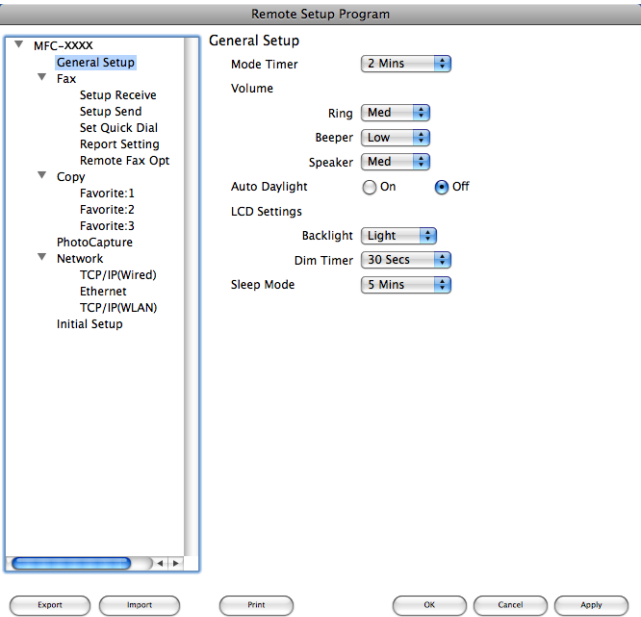 Remote Setup Program
MFC-XXXX
General Setup
Fax
Setup Receive
Setup Send
Set Quick Dial
Report Setting
Remote Fax Opt
Copy
Favorite:1
Favorite:2
Favorite:3
PhotoCapture
Network
TCP/IP(Wired)
Ethernet
TCP/IP(WLAN)
Initial Setup
General Setup
Mode Timer 2 Mins
Volume
Ring Med
Beeper Low
Speaker Med
Auto Daylight On Off
LCD Settings
Backlight Light
Dim Timer 30 Secs
Sleep Mode 5 Mins
Export Import Print OK Cancel Apply